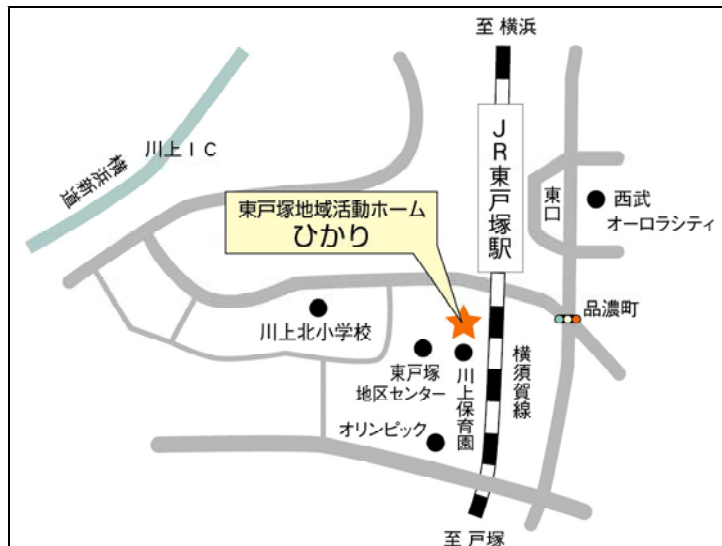 至 横浜
川上ＩＣ
横浜新道
JR東戸塚駅
東口
西武
オーロラシティ
東戸塚地域活動ホーム
ひかり
品濃町
川上北小学校
東戸塚
地区センター
川上保育園
横須賀線
オリンピック
至 戸塚